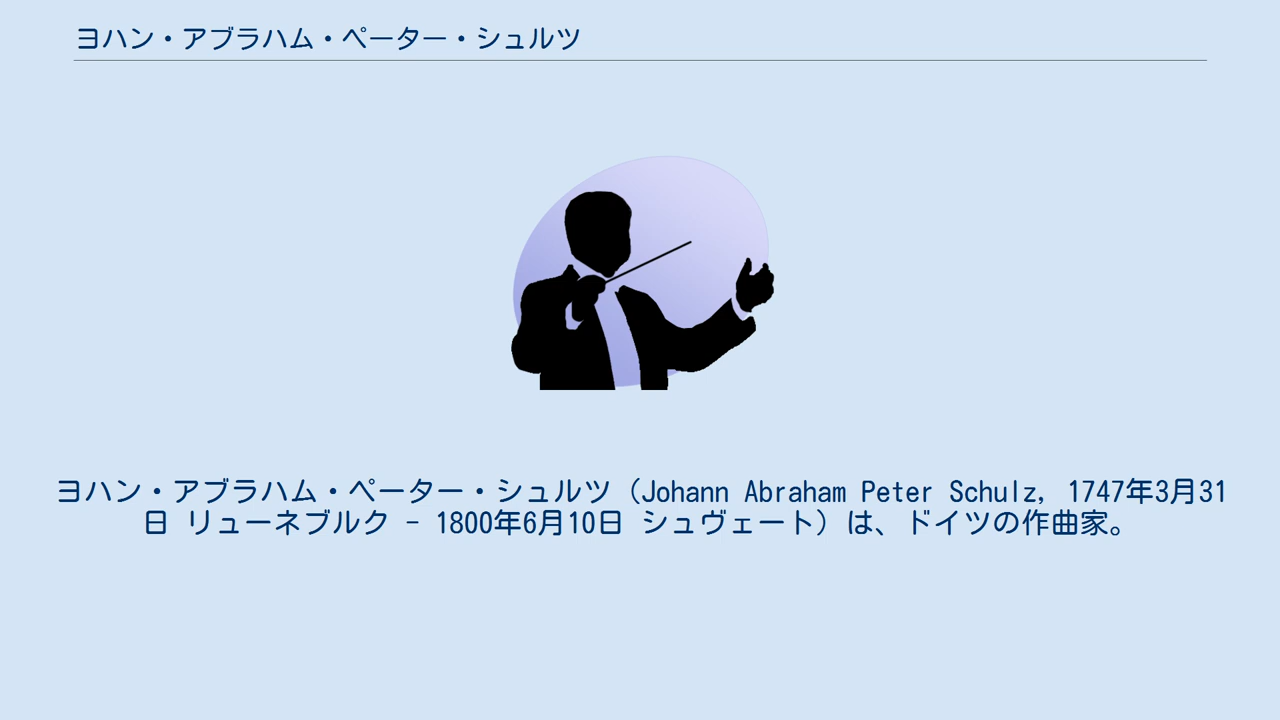 ヨハン・アブラハム・ペーター・シュルツ
ヨハン・アブラハム・ペーター・シュルツ（Johann Abraham Peter Schulz, 1747年3月31
日 リューネブルク - 1800年6月10日 シュヴェート）は、ドイツの作曲家。